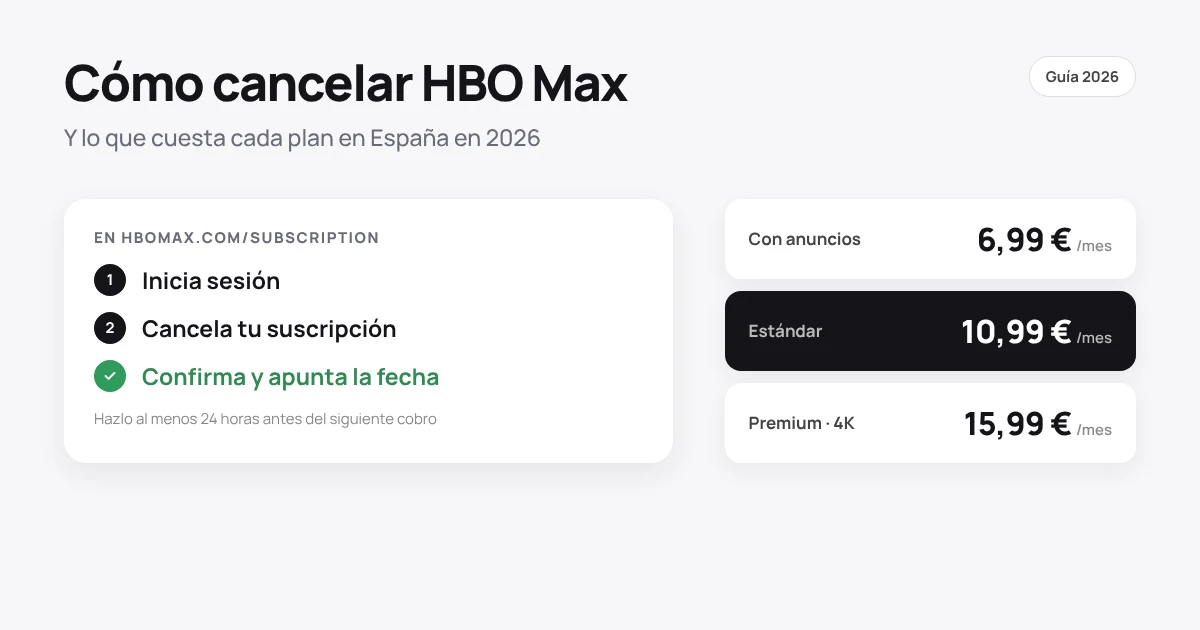 Cómo cancelar HBO Max
Guía 2026
Y lo que cuesta cada plan en España en 2026
EN HBOMAX.COM/SUBSCRIPTION
1 Inicia sesión
2 Cancela tu suscripción
Confirma y apunta la fecha
Hazlo al menos 24 horas antes del siguiente cobro
Con anuncios 6,99 € /mes
Estándar 10,99 € /mes
Premium · 4K 15,99 € /mes